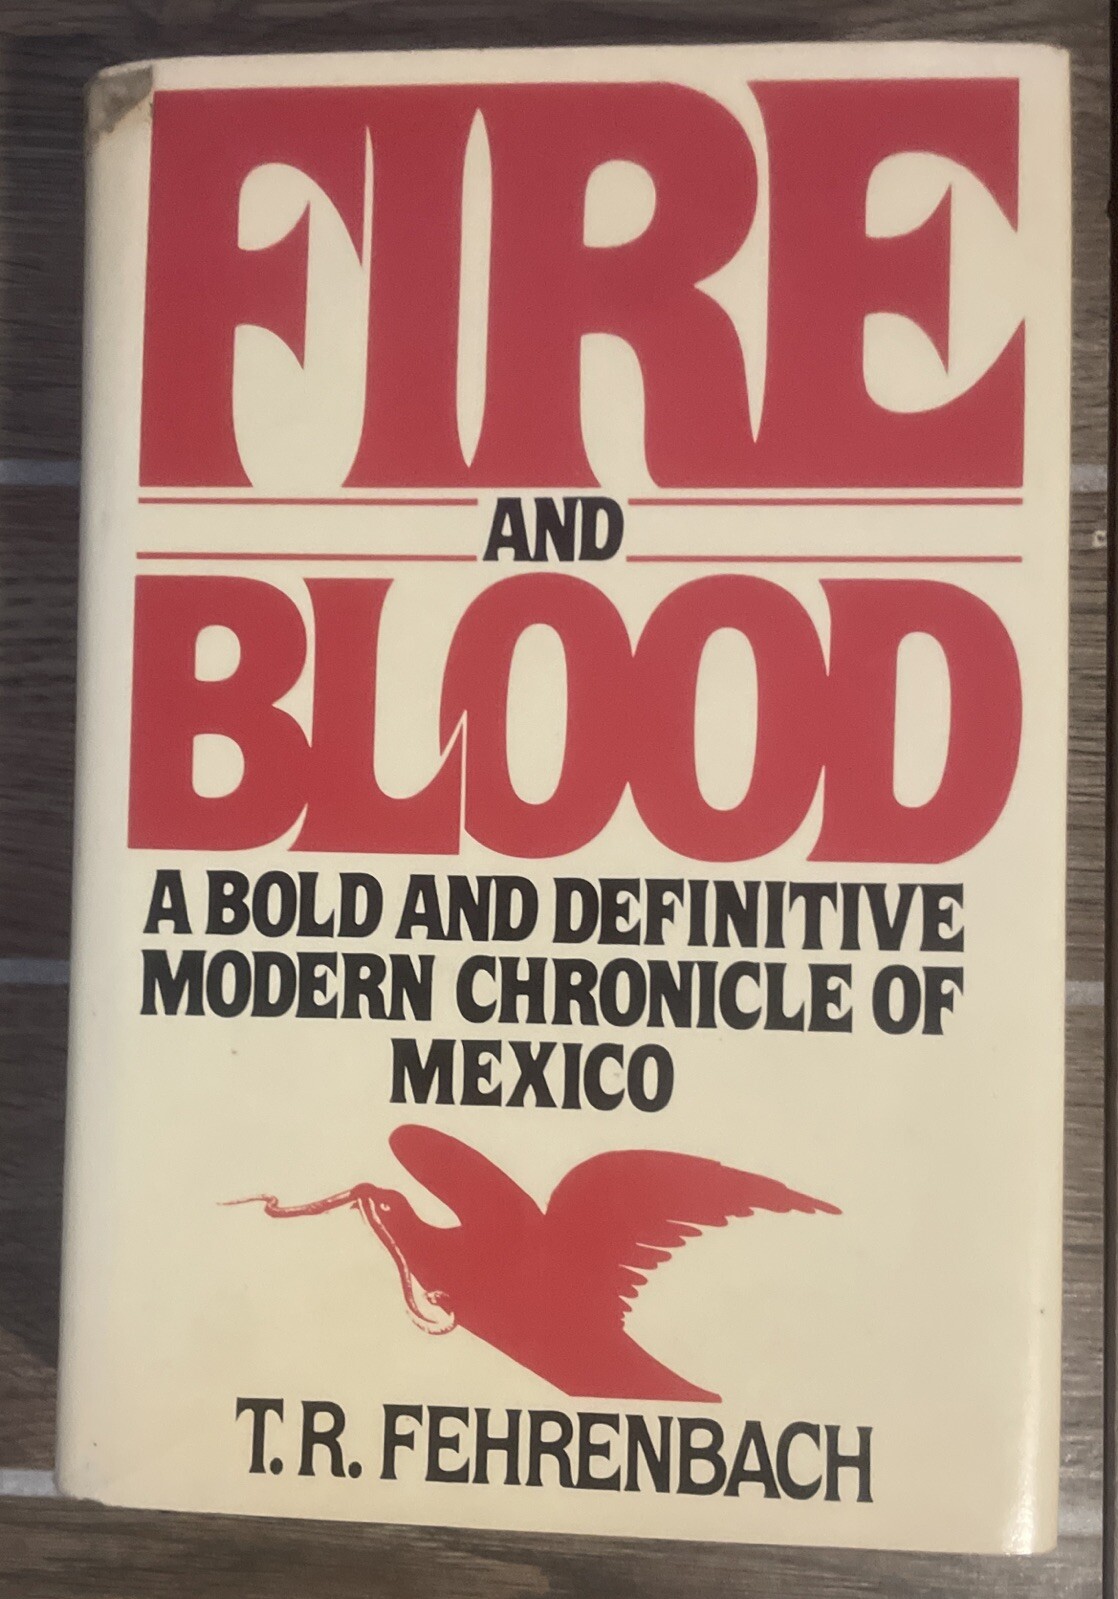 FIRE
AND
BLOOD
A BOLD AND DEFINITIVE
MODERN CHRONICLE OF
MEXICO
T.R. FEHRENBACH